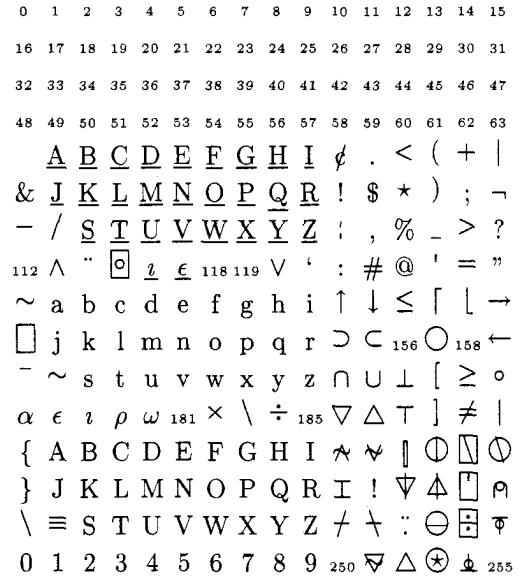 0 1 2 3 4 5 6 7 8 9 10 11 12 13 14 15
16 17 18 19 20 21 22 23 24 25 26 27 28 29 30 31
32 33 34 35 36 37 38 39 40 41 42 43 44 45 46 47
48 49 50 51 52 53 54 55 56 57 58 59 60 61 62 63
A̲ B̲ C̲ D̲ E̲ F̲ G̲ H̲ I̲ ¢ . < ( + |
& J̲ K̲ L̲ M̲ N̲ O̲ P̲ Q̲ R̲ ! $ ⋆ ) ; ¬
− / S̲ T̲ U̲ V̲ W̲ X̲ Y̲ Z̲ ¦ , % _ > ?
112 ∧ ¨ ⌻ ⍸ ⍷ 118 119 ∨ ‘ : # @ ' = ”
~ a b c d e f g h i ↑ ↓ ≤ ⌈ ⌊ →
⎕ j k l m n o p q r ⊃ ⊂ 156 ○ 158 ←
¯ ~ s t u v w x y z ∩ ∪ ⊥ [ ≥ ∘
α ϵ ι ρ ω 181 × \ ÷ 185 ∇ ∆ ⊤ ] ≠ |
{ A B C D E F G H I ⍲ ⍱ ⌷ ⌽ ⍂ ⍉
} J K L M N O P Q R ⌶ ! ⍒ ⍋ ⍞ ⍝
\ ≡ S T U V W X Y Z ⌿ ⍀ ∵ ⊖ ⌹ ⍕
0 1 2 3 4 5 6 7 8 9 250 ⍫ △ ⍟ ⍎ 255